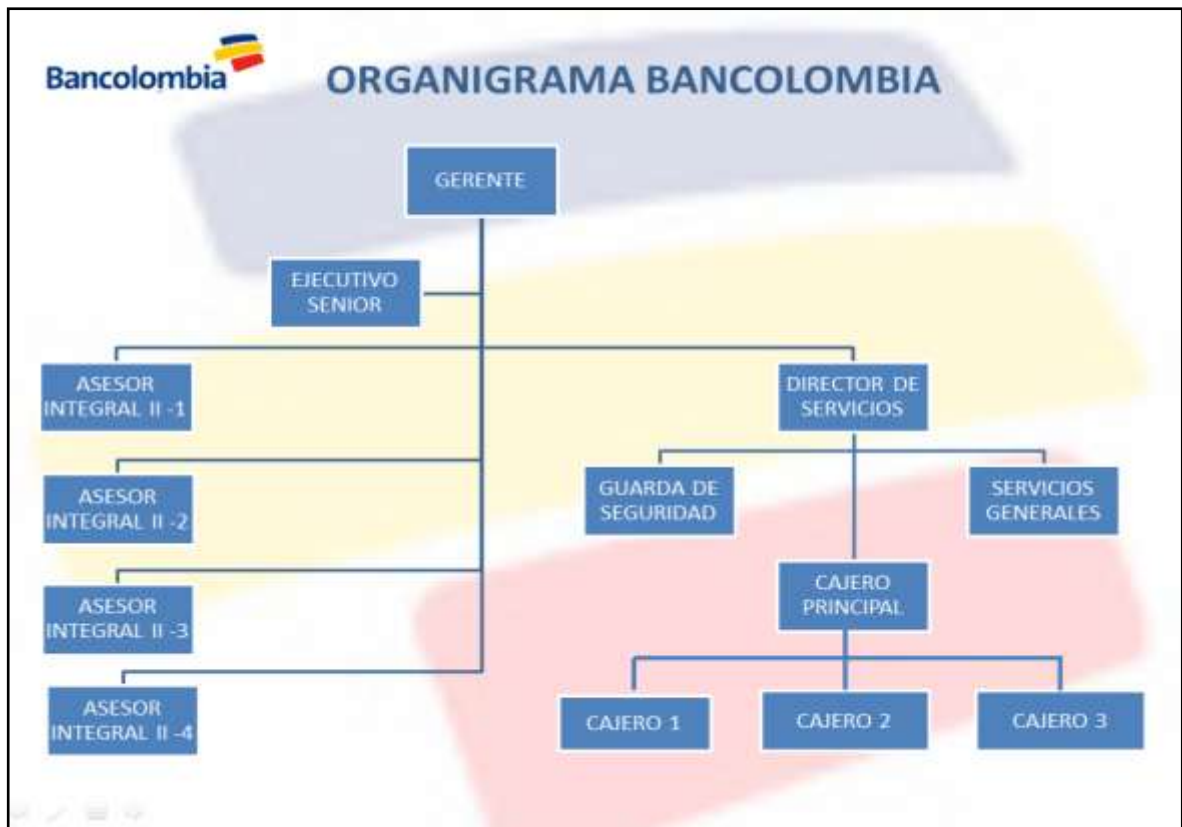 Bancolombia
ORGANIGRAMA BANCOLOMBIA
GERENTE
EJECUTIVO
SENIOR
ASESOR
INTEGRAL II -1
DIRECTOR DE
SERVICIOS
ASESOR
INTEGRAL II -2
GUARDA DE
SEGURIDAD
SERVICIOS
GENERALES
ASESOR
INTEGRAL II -3
CAJERO
PRINCIPAL
ASESOR
INTEGRAL II -4
CAJERO 1
CAJERO 2
CAJERO 3